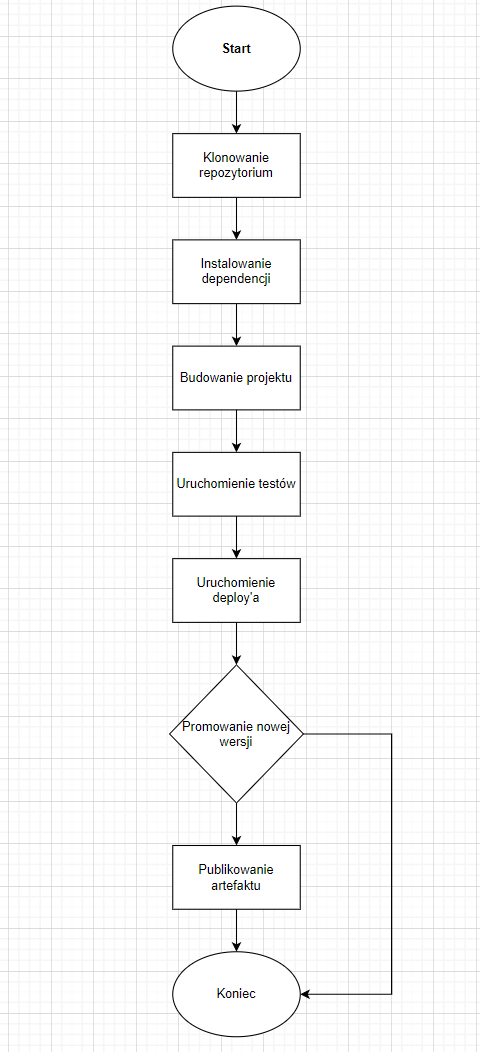 Start
Klonowanie
repozytorium
Instalowanie
dependencji
Budowanie projektu
Uruchomienie testów
Uruchomienie
deploy'a
Promowanie nowej
wersji
Publikowanie
artefaktu
Koniec